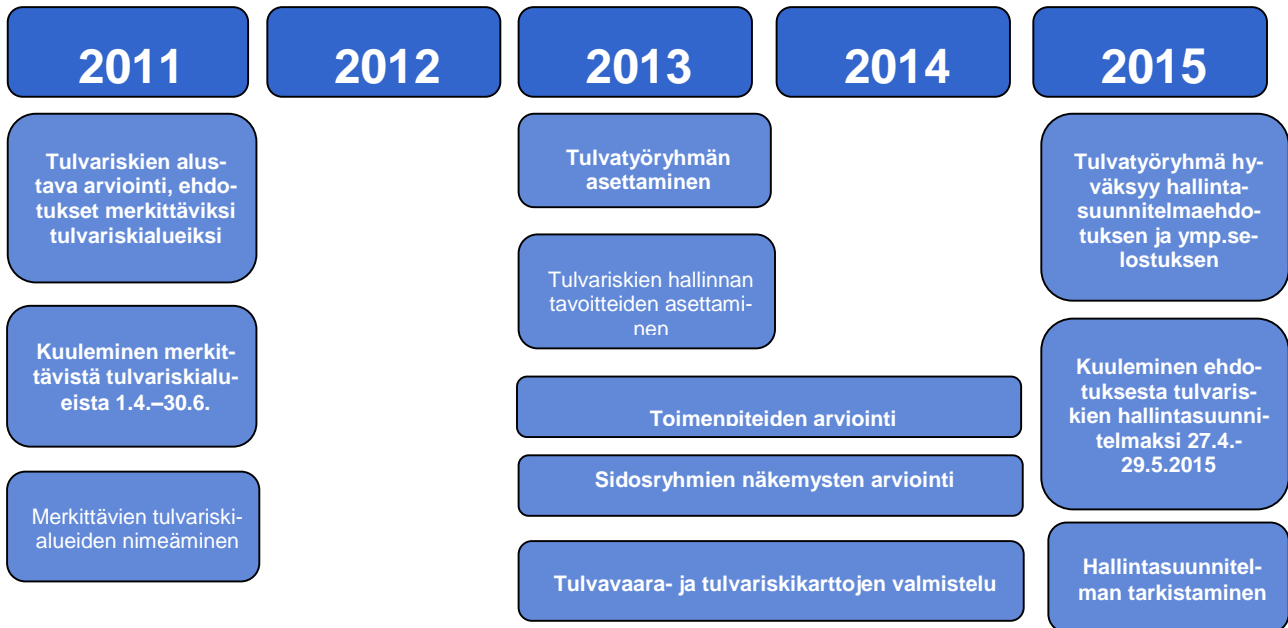 2011
2012
2013
2014
2015
Tulvariskien alus-
tava arviointi, ehdo-
tukset merkittäviksi
tulvariskialueiksi
Kuuleminen merkit-
tävistä tulvariskialu-
eista 1.4.–30.6.
Merkittävien tulvariski-
alueiden nimeäminen
Tulvatyöryhmän
asettaminen
Tulvariskien hallinnan
tavoitteiden asettami-
nen
Toimenpiteiden arviointi
Sidosryhmien näkemysten arviointi
Tulvavaara- ja tulvariskikarttojen valmistelu
Tulvatyöryhmä hy-
väksyy hallinta-
suunnitelmaehdo-
tuksen ja ymp.se-
lostuksen
Kuuleminen ehdo-
tuksesta tulvaris-
kien hallintasuunni-
telmaksi 27.4.-
29.5.2015
Hallintasuunnitel-
man tarkistaminen